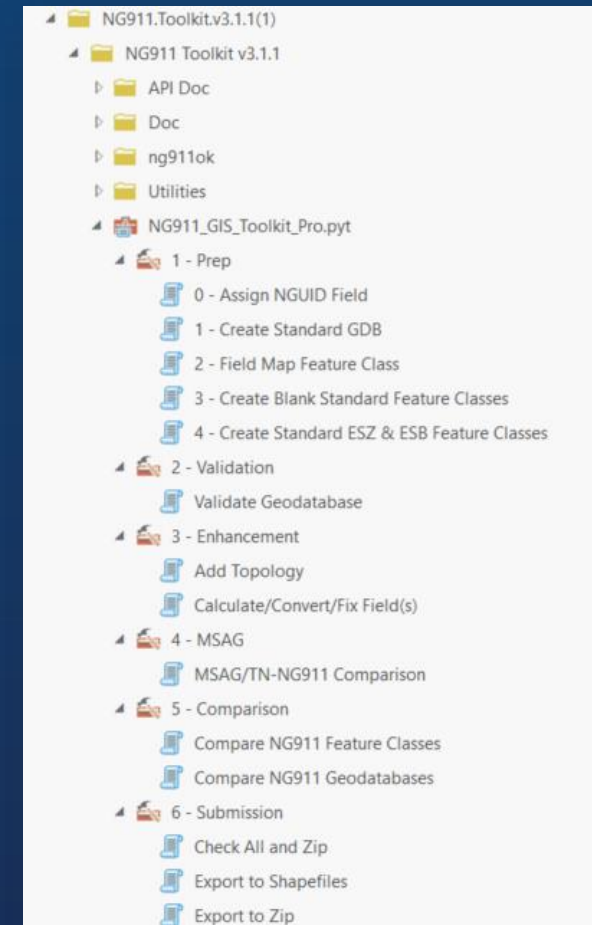 NG911.Toolkit.v3.1.1(1)
NG911 Toolkit v3.1.1
API Doc
Doc
ng911ok
Utilities
NG911_GIS_Toolkit_Pro.pyt
1 - Prep
0 - Assign NGUID Field
1 - Create Standard GDB
2 - Field Map Feature Class
3 - Create Blank Standard Feature Classes
4 - Create Standard ESZ & ESB Feature Classes
2 - Validation
Validate Geodatabase
3 - Enhancement
Add Topology
Calculate/Convert/Fix Field(s)
4 - MSAG
MSAG/TN-NG911 Comparison
5 - Comparison
Compare NG911 Feature Classes
Compare NG911 Geodatabases
6 - Submission
Check All and Zip
Export to Shapefiles
Export to Zip